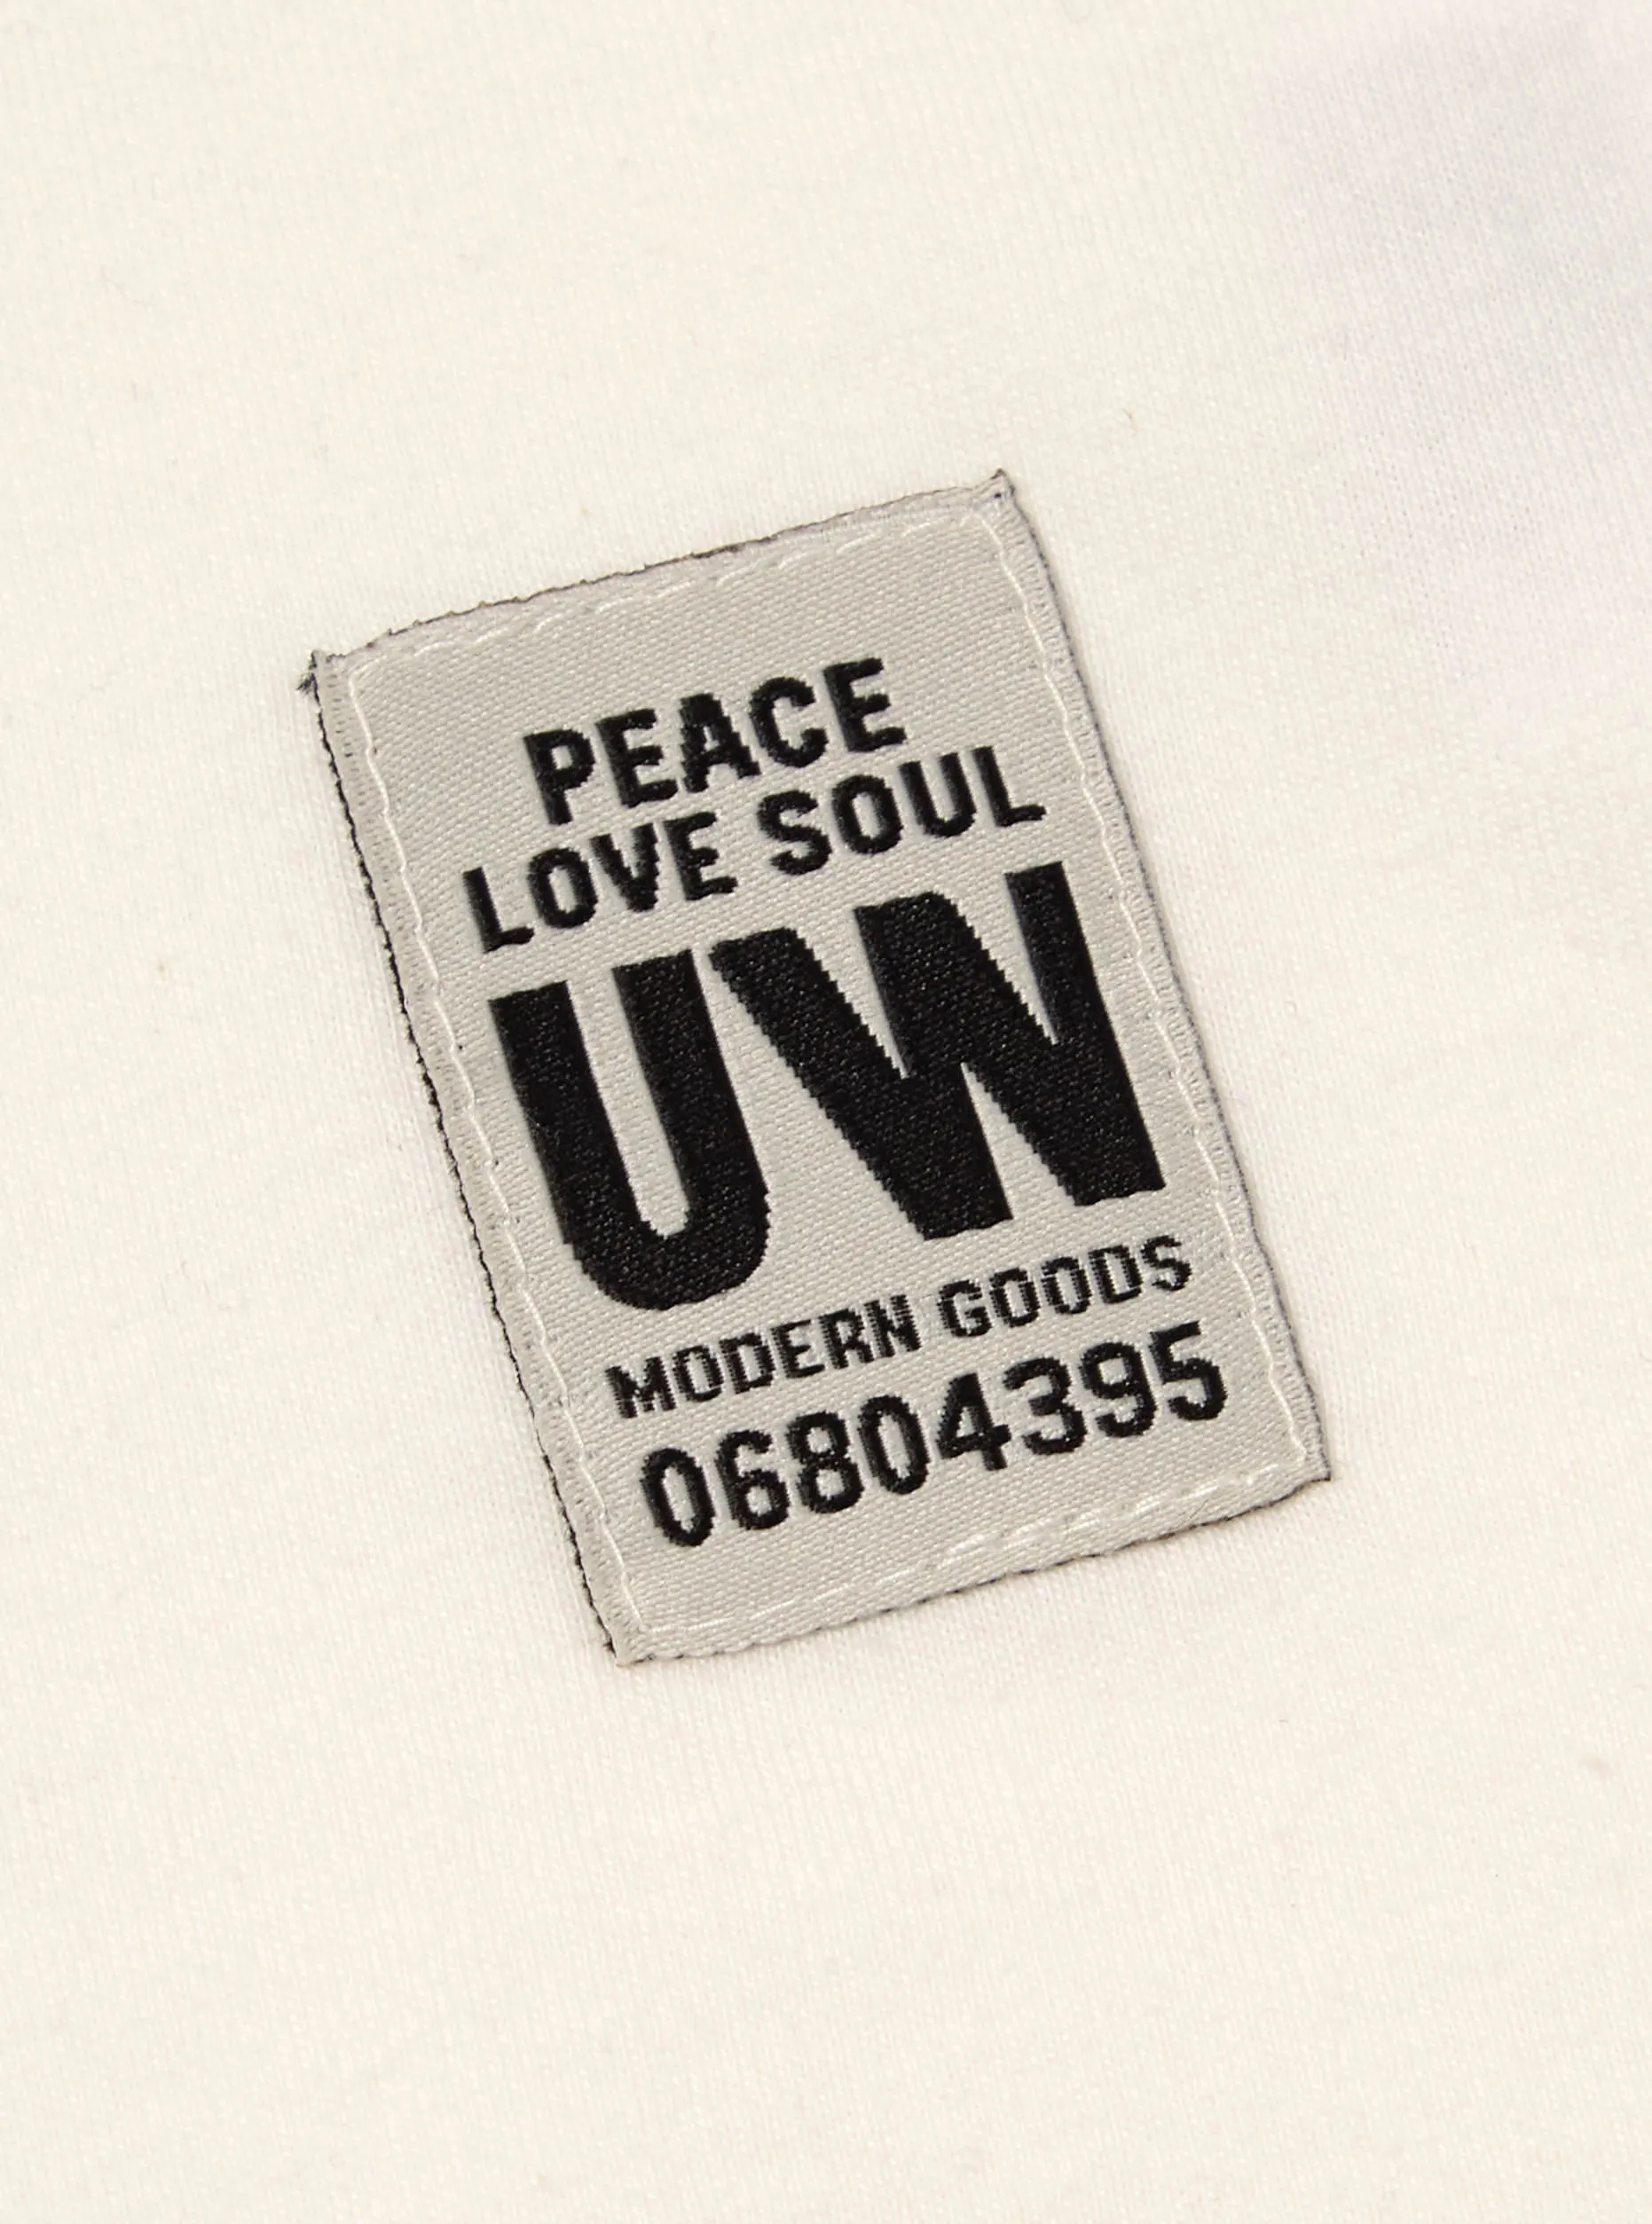 PEACE
LOVE SOUL
UW
MODERN GOODS
06804395